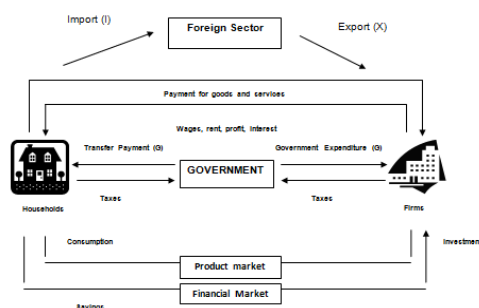 Import (I)
Export (X)
Foreign Sector
Payment for goods and services
Wages, rent, profit, interest
Transfer Payment (G)
Government Expenditure (G)
GOVERNMENT
Taxes
Taxes
Households
Firms
Consumption
Investment
Product market
Financial Market
Savings